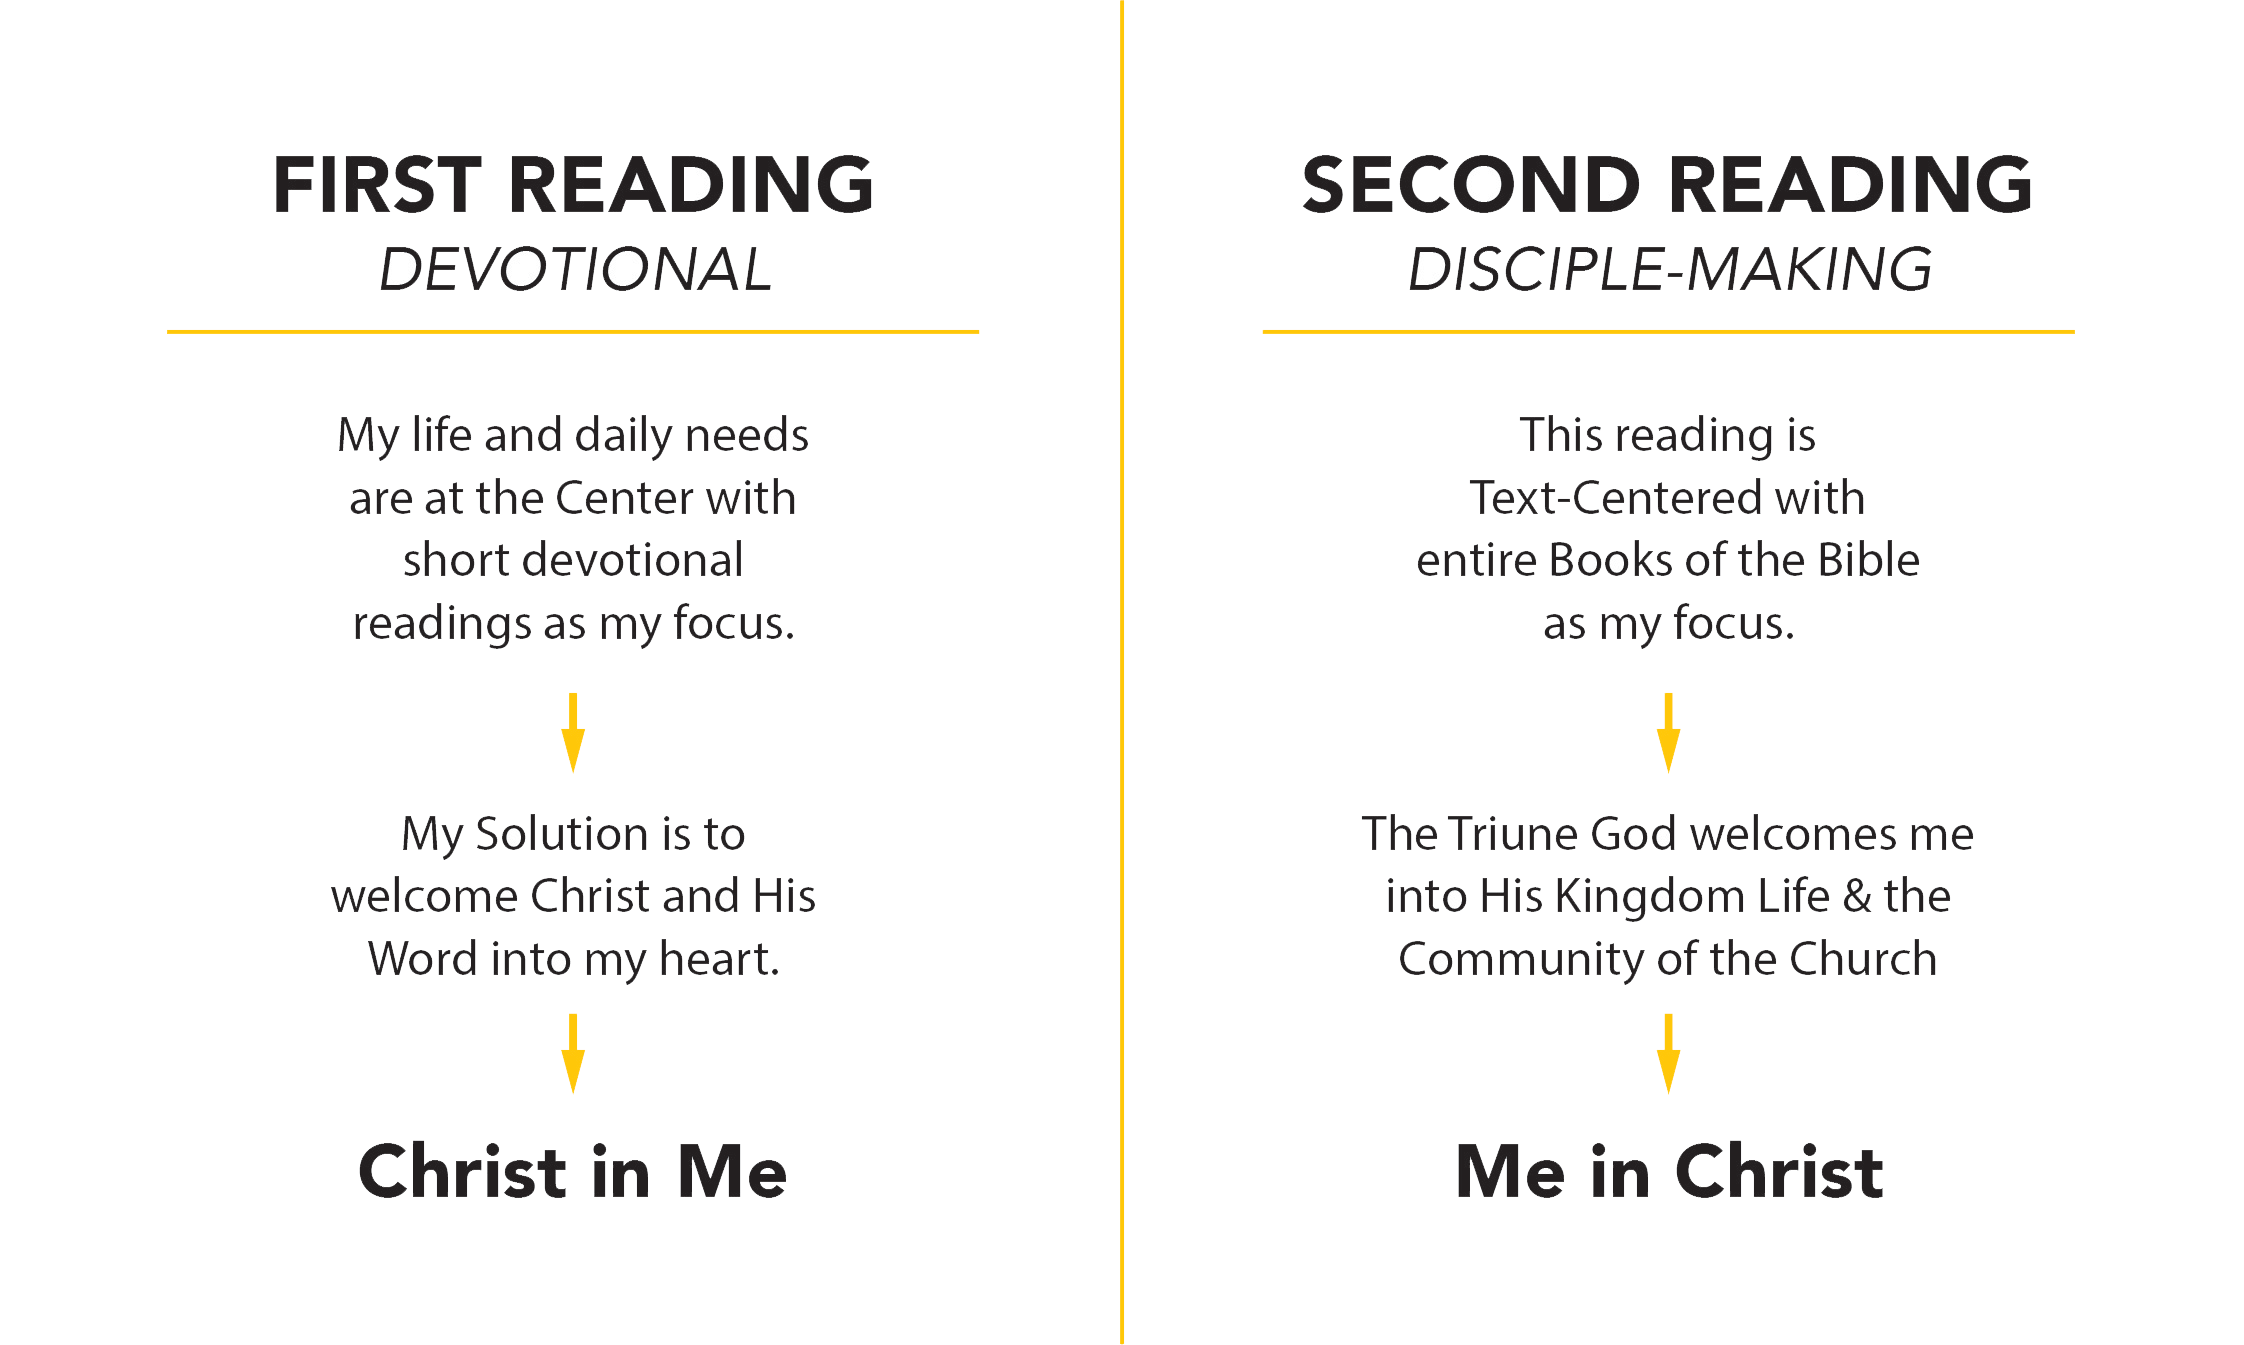 FIRST READING
DEVOTIONAL
My life and daily needs
are at the Center with
short devotional
readings as my focus.
My Solution is to
welcome Christ and His
Word into my heart.
Christ in Me
SECOND READING
DISCIPLE-MAKING
This reading is
Text-Centered with
entire Books of the Bible
as my focus.
The Triune God welcomes me
into His Kingdom Life & the
Community of the Church
Me in Christ